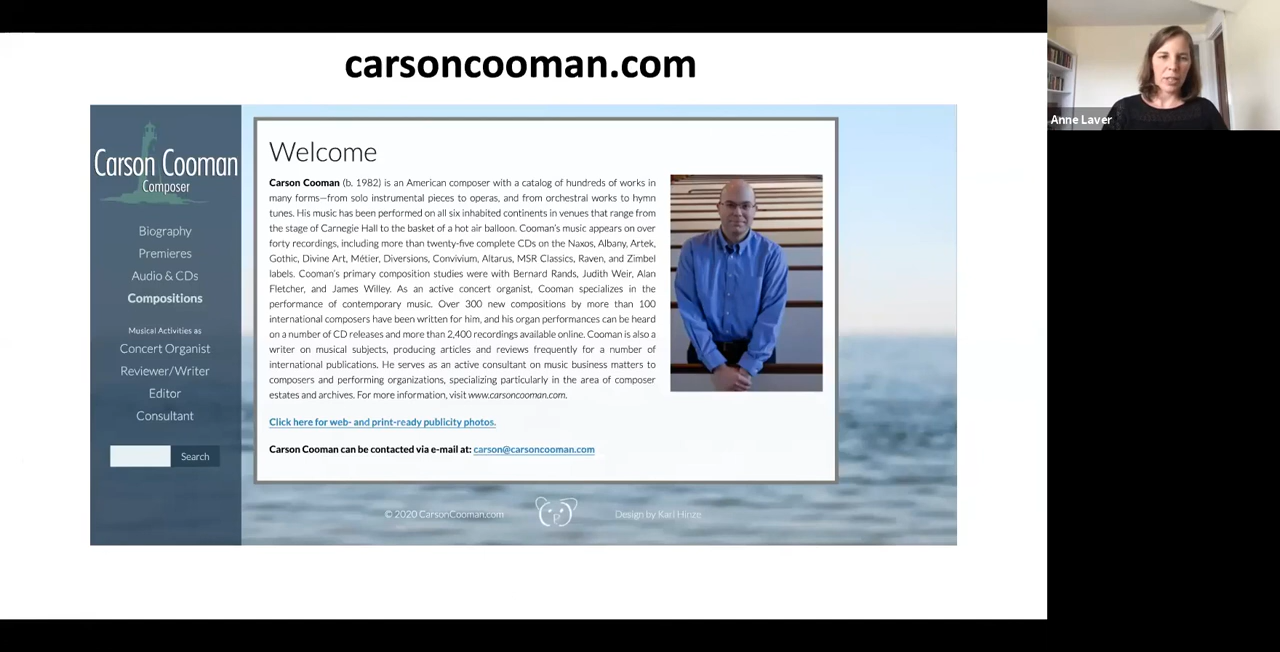 carsoncooman.com
Anne Laver
Carson Cooman
Composer
Biography
Premieres
Audio & CDs
Compositions
Musical Activities as
Concert Organist
Reviewer/Writer
Editor
Consultant
Search
Welcome
Carson Cooman (b. 1982) is an American composer with a catalog of hundreds of works in
many forms—from solo instrumental pieces to operas, and from orchestral works to hymn
tunes. His music has been performed on all six inhabited continents in venues that range from
the stage of Carnegie Hall to the basket of a hot air balloon. Cooman's music appears on over
forty recordings, including more than twenty-five complete CDs on the Naxos, Albany, Artek,
Gothic, Divine Art, Métier, Diversions, Convivium, Altarus, MSR Classics, Raven, and Zimbel
labels. Cooman's primary composition studies were with Bernard Rands, Judith Weir, Alan
Fletcher, and James Willey. As an active concert organist, Cooman specializes in the
performance of contemporary music. Over 300 new compositions by more than 100
international composers have been written for him, and his organ performances can be heard
on a number of CD releases and more than 2,400 recordings available online. Cooman is also a
writer on musical subjects, producing articles and reviews frequently for a number of
international publications. He serves as an active consultant on music business matters to
composers and performing organizations, specializing particularly in the area of composer
estates and archives. For more information, visit www.carsoncooman.com.
Click here for web- and print-ready publicity photos.
Carson Cooman can be contacted via e-mail at: carson@carsoncooman.com
© 2020 CarsonCooman.com
Design by Karl Hinze